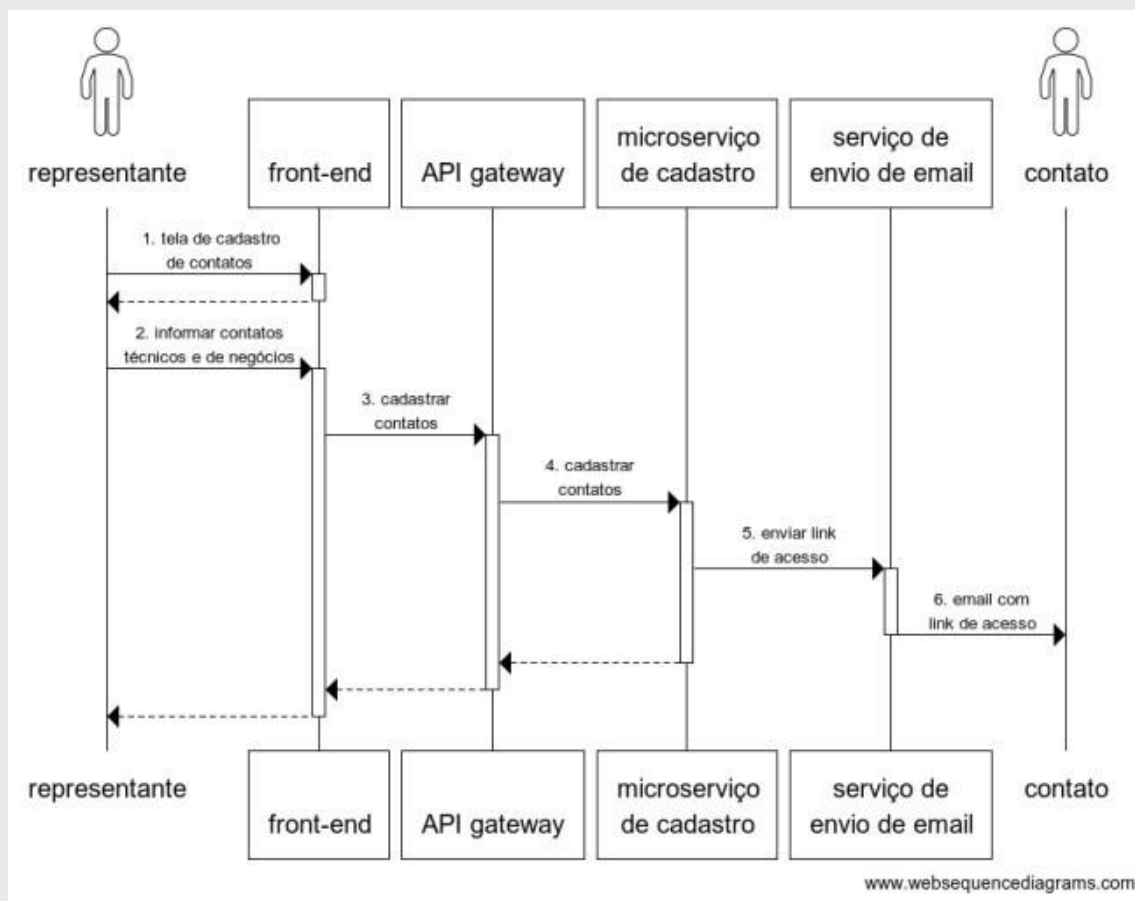 representante
front-end
API gateway
microserviço
de cadastro
serviço de
envio de email
contato
1. tela de cadastro
de contatos
2. informar contatos
técnicos e de negócios
3. cadastrar
contatos
4. cadastrar
contatos
5. enviar link
de acesso
6. email com
link de acesso
representante
front-end
API gateway
microserviço
de cadastro
serviço de
envio de email
contato
www.websequencediagrams.com